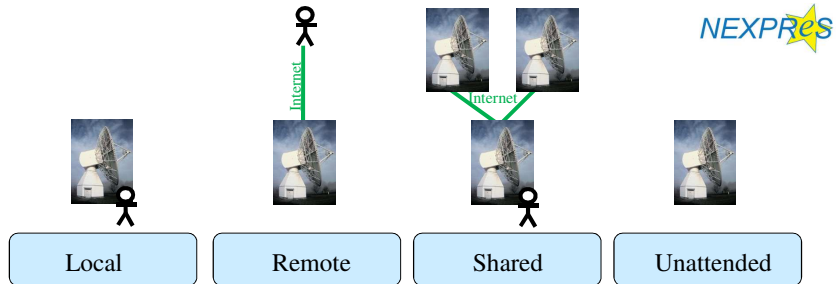 NEXPReS
Internet
Internet
Local
Remote
Shared
Unattended